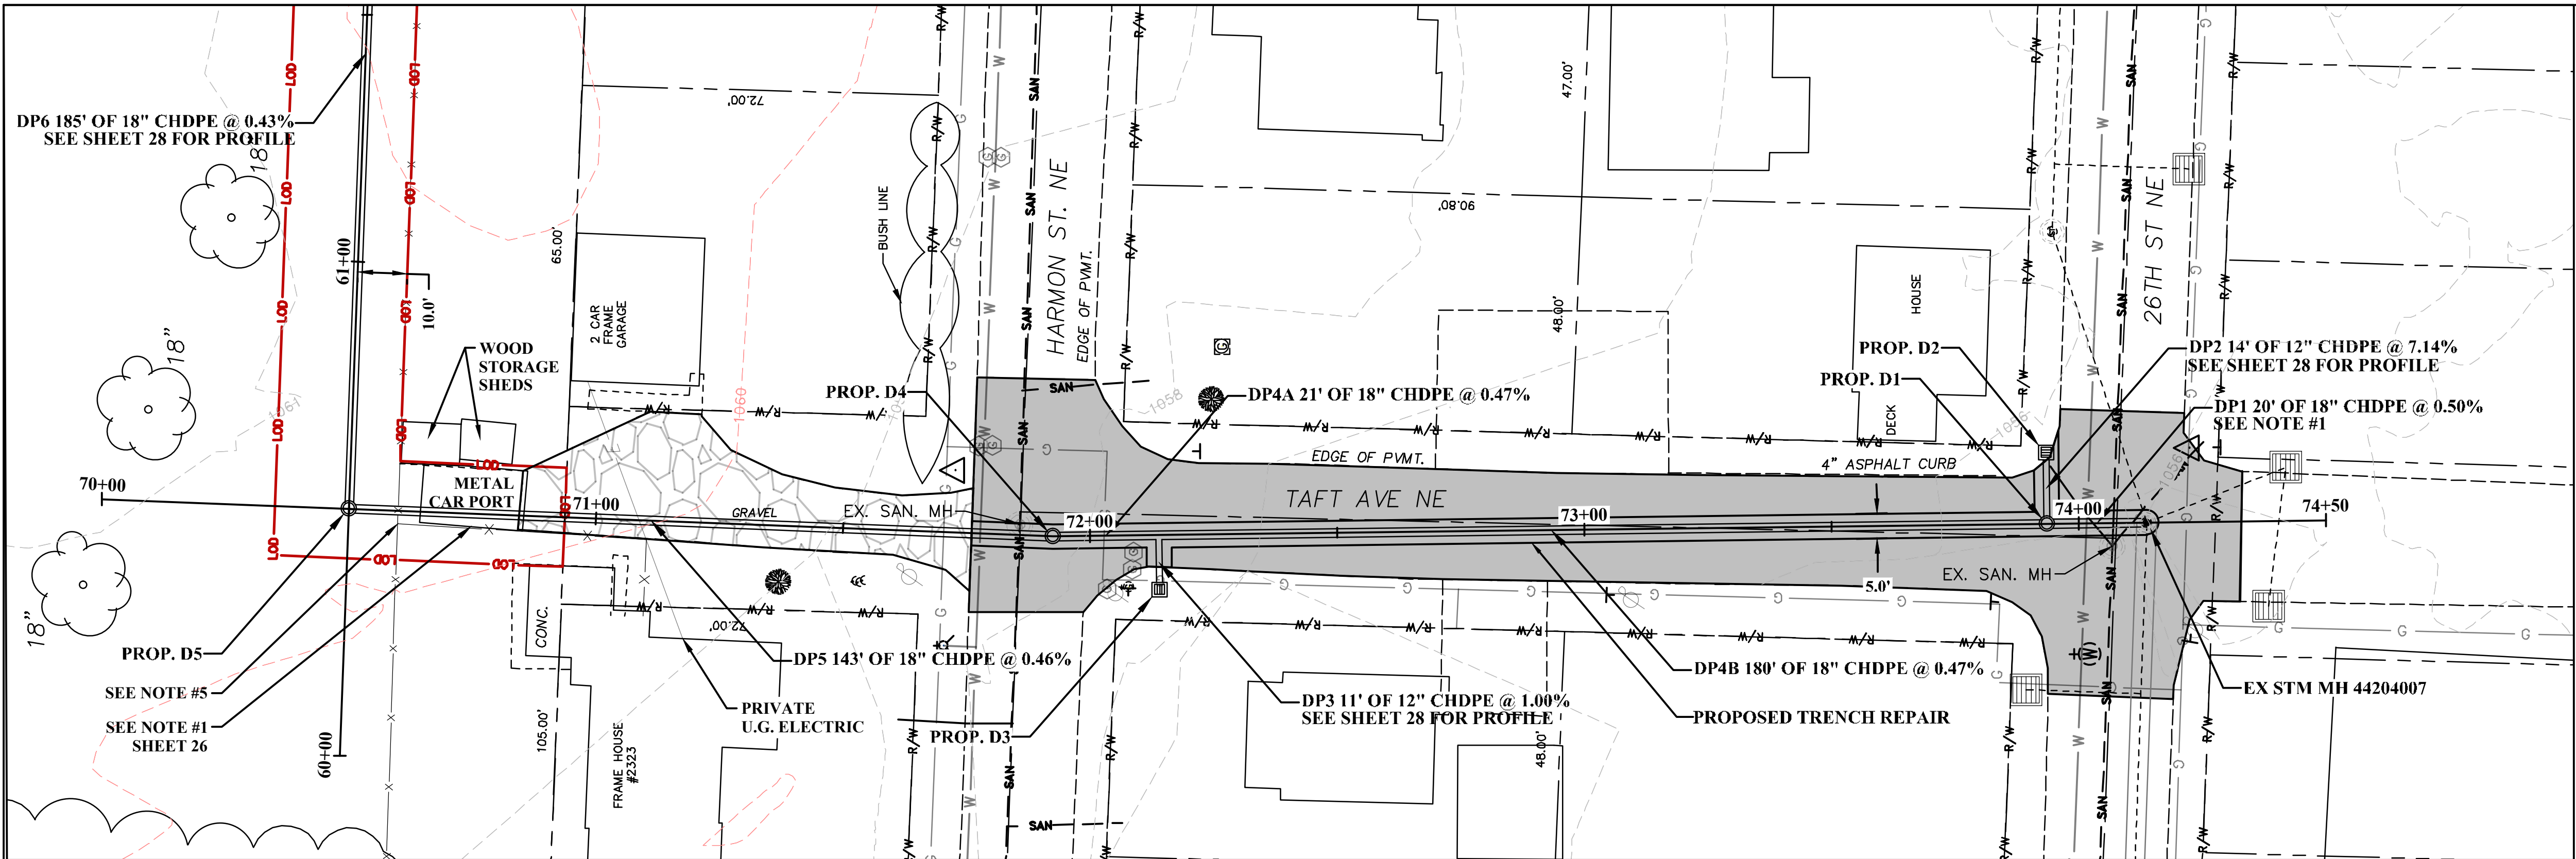 DP6 185' OF 18" CHDPE @ 0.43%
SEE SHEET 28 FOR PROFILE
18"
18"
18"
61+00
10.0'
LOD
WOOD
STORAGE
SHEDS
METAL
CAR PORT
70+00
71+00
1061
1060
65.00'
72.00'
2 CAR
FRAME
GARAGE
BUSH LINE
R/W
G
W
SAN
HARMON ST. NE
EDGE OF PVMT.
PROP. D4
EX. SAN. MH
GRAVEL
72+00
1058
DP4A 21' OF 18" CHDPE @ 0.47%
47.00'
90.80'
48.00'
EDGE OF PVMT.
TAFT AVE NE
4" ASPHALT CURB
73+00
HOUSE
DECK
PROP. D2
PROP. D1
26TH ST NE
DP2 14' OF 12" CHDPE @ 7.14%
SEE SHEET 28 FOR PROFILE
DP1 20' OF 18" CHDPE @ 0.50%
SEE NOTE #1
1056
1056
74+00
74+50
EX. SAN. MH
5.0'
(W)
EX STM MH 44204007
DP4B 180' OF 18" CHDPE @ 0.47%
PROPOSED TRENCH REPAIR
DP3 11' OF 12" CHDPE @ 1.00%
SEE SHEET 28 FOR PROFILE
48.00'
PROP. D3
DP5 143' OF 18" CHDPE @ 0.46%
PRIVATE
U.G. ELECTRIC
72.00'
CONC.
105.00'
FRAME HOUSE
#2323
PROP. D5
SEE NOTE #5
SEE NOTE #1
SHEET 26
60+00